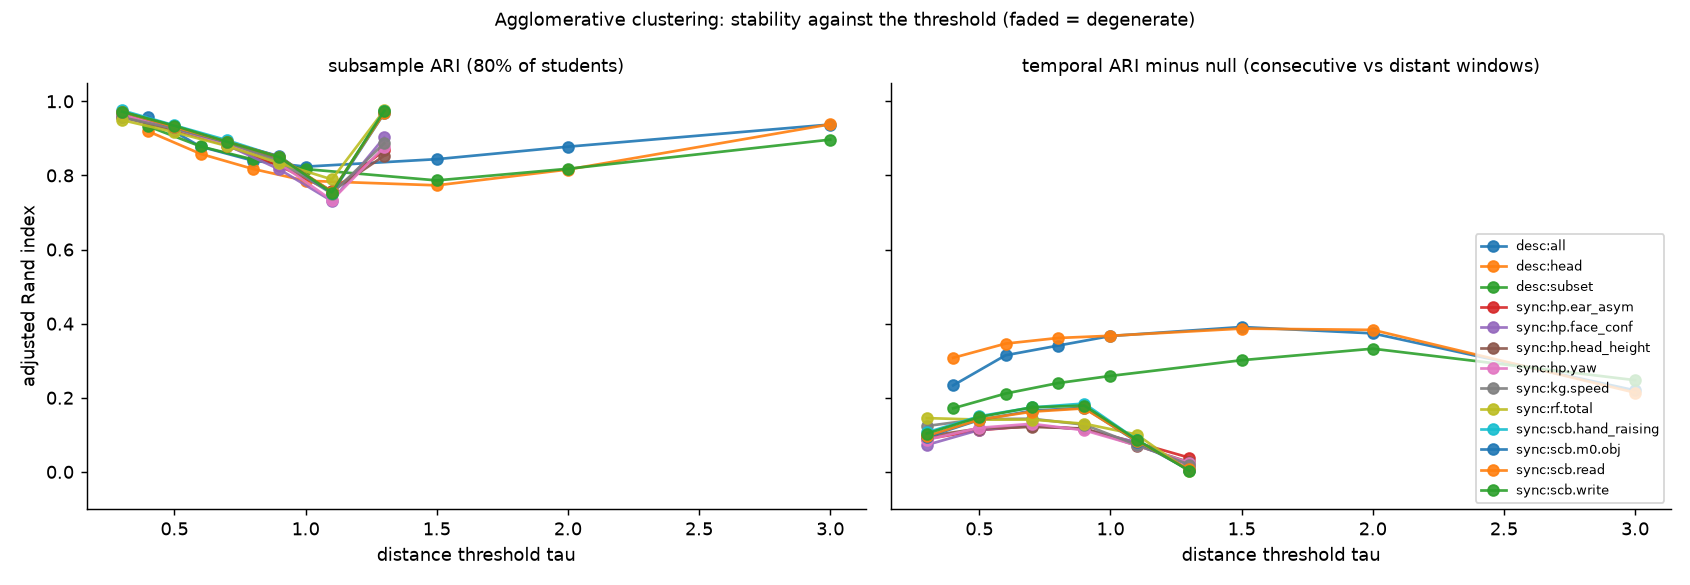 Agglomerative clustering: stability against the threshold (faded = degenerate)
subsample ARI (80% of students)
temporal ARI minus null (consecutive vs distant windows)
adjusted Rand index
1.0
0.8
0.6
0.4
0.2
0.0
0.5
1.0
1.5
2.0
2.5
3.0
distance threshold tau
0.5
1.0
1.5
2.0
2.5
3.0
distance threshold tau
desc:all
desc:head
desc:subset
sync:hp.ear_asym
sync:hp.face_conf
sync:hp.head_height
sync:hp.yaw
sync:kg.speed
sync:rf.total
sync:scb.hand_raising
sync:scb.m0.obj
sync:scb.read
sync:scb.write